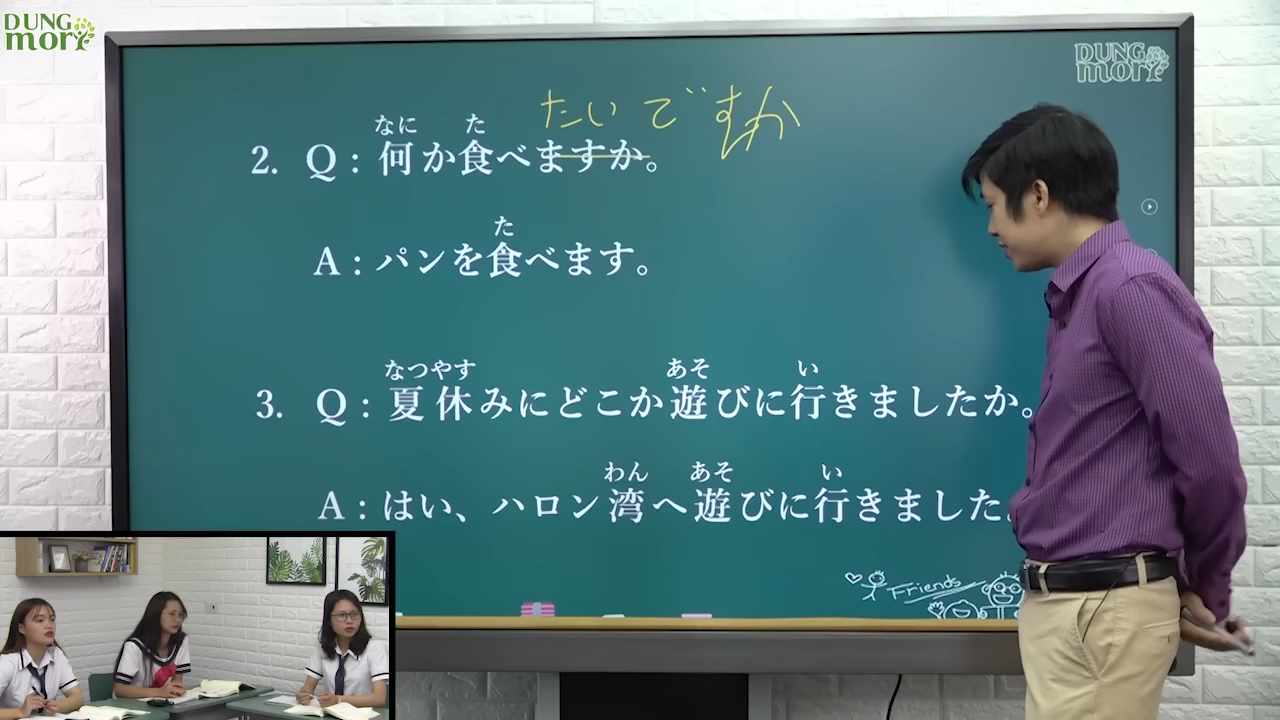 DUNG
mori
DUNG
mori
たいですか
なに た
2. Q : 何か食べますか。
た
A : パンを食べます。
なつやす あそ い
3. Q : 夏休みにどこか遊びに行きましたか。
わん あそ い
A : はい、ハロン湾へ遊びに行きました。
Friends